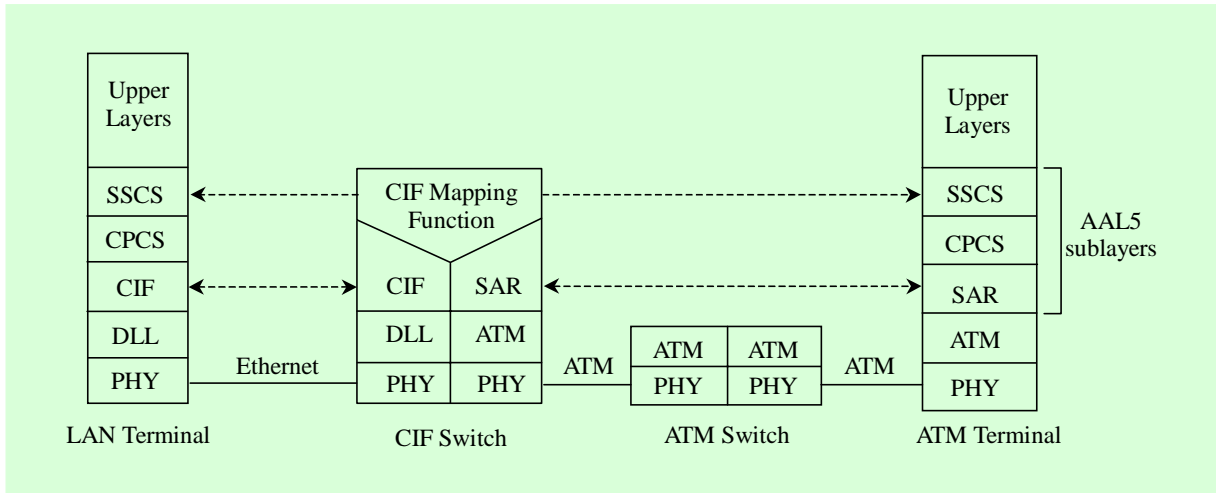 Upper
Layers
SSCS
CPCS
CIF
DLL
PHY
LAN Terminal
Ethernet
CIF Mapping
Function
CIF
SAR
DLL
ATM
PHY
PHY
CIF Switch
ATM
ATM
ATM
PHY
PHY
ATM Switch
ATM
Upper
Layers
SSCS
CPCS
SAR
ATM
PHY
ATM Terminal
AAL5
sublayers